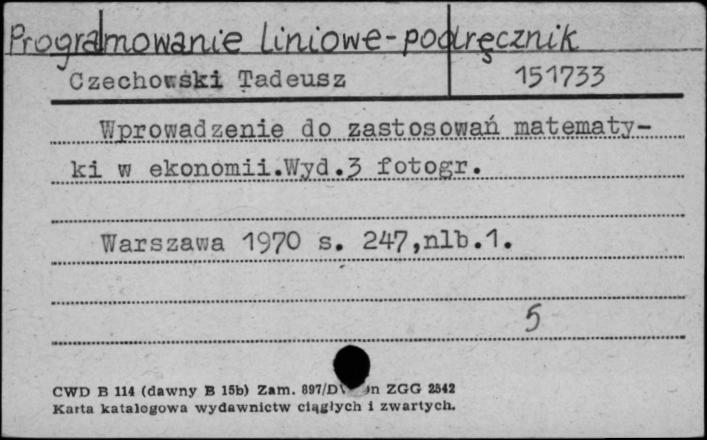 Programowanie liniowe-podręcznik
Czechowski Tadeusz 151733
Wprowadzenie do zastosowań matematy-
ki w ekonomii.Wyd.3 fotogr.
Warszawa 1970 s. 247,nlb.1.
5
CWD B 114 (dawny B 15b) Zam. 897/D ZGG 2542
Karta katalogowa wydawnictw ciągłych i zwartych.